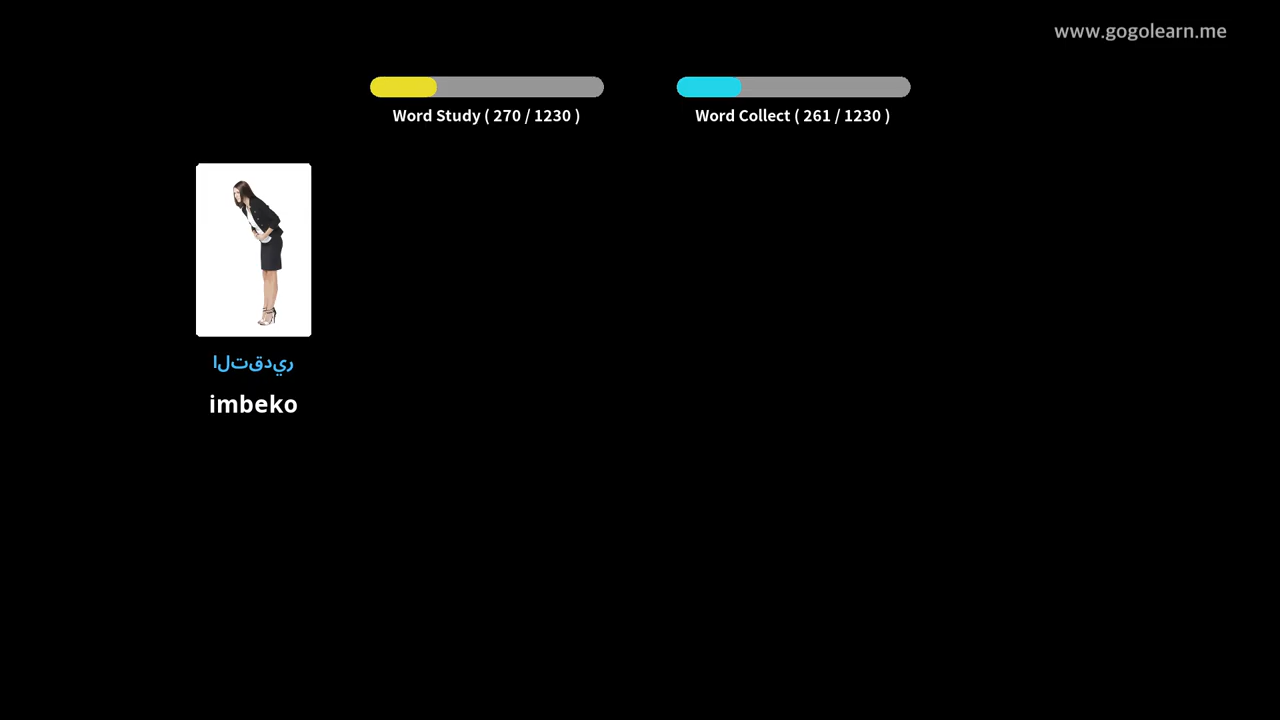 www.gogolearn.me
Word Study ( 270 / 1230 )
Word Collect ( 261 / 1230 )
التقدير
imbeko